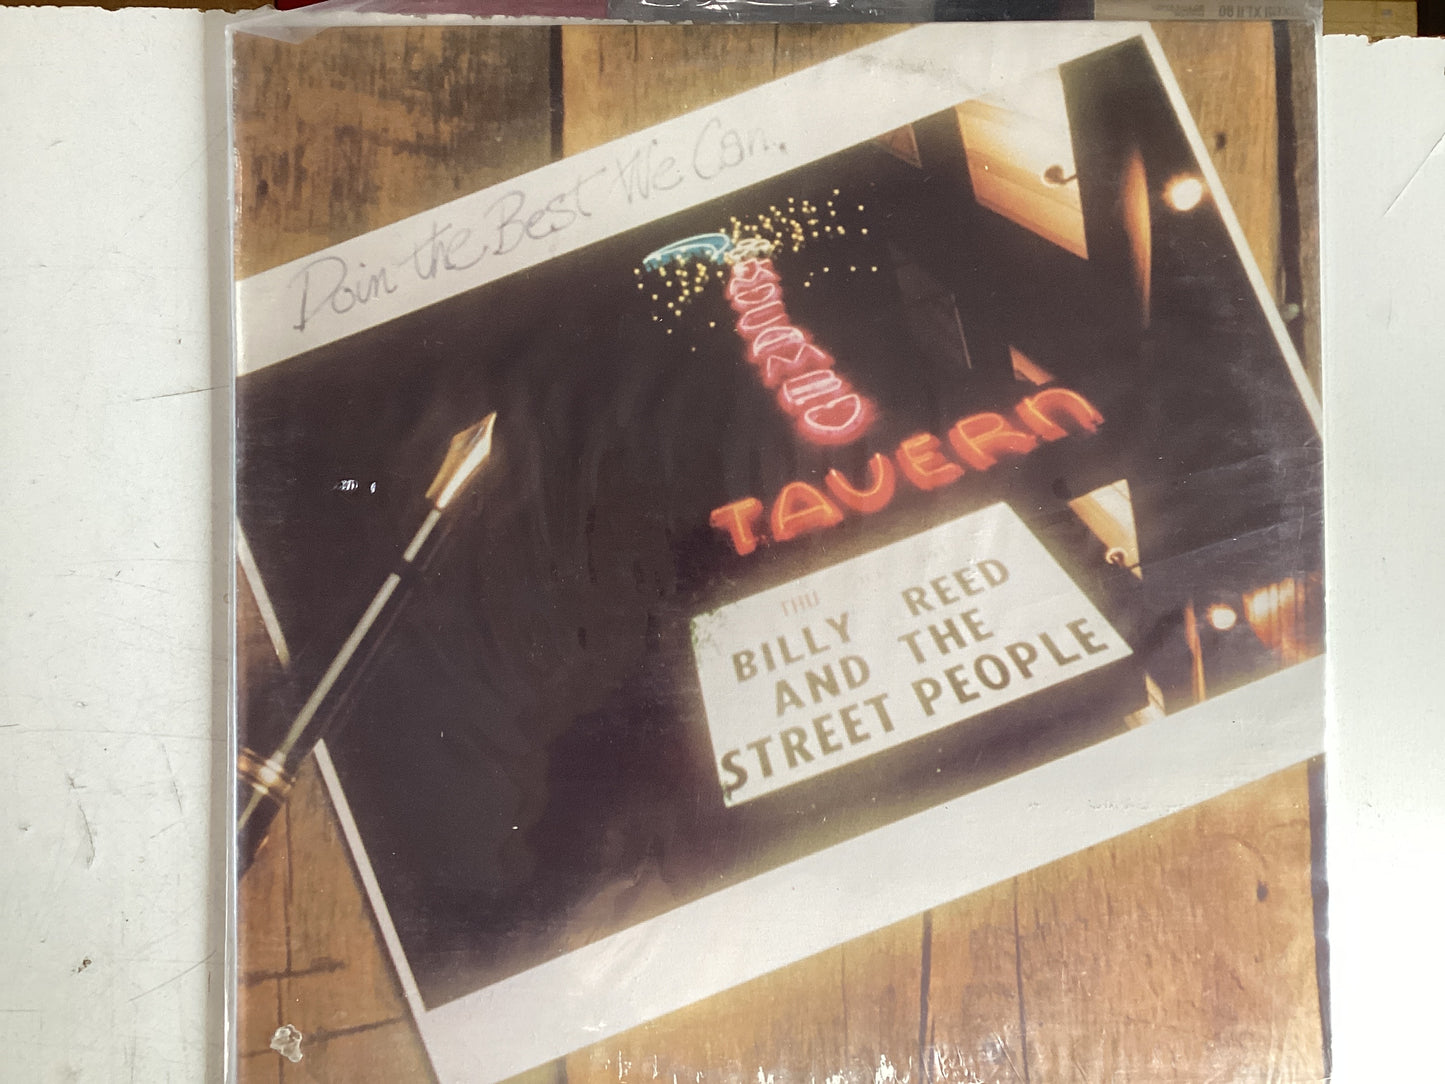 Doin the Best We Can.
TAVERN
THU
BILLY REED
AND THE
STREET PEOPLE